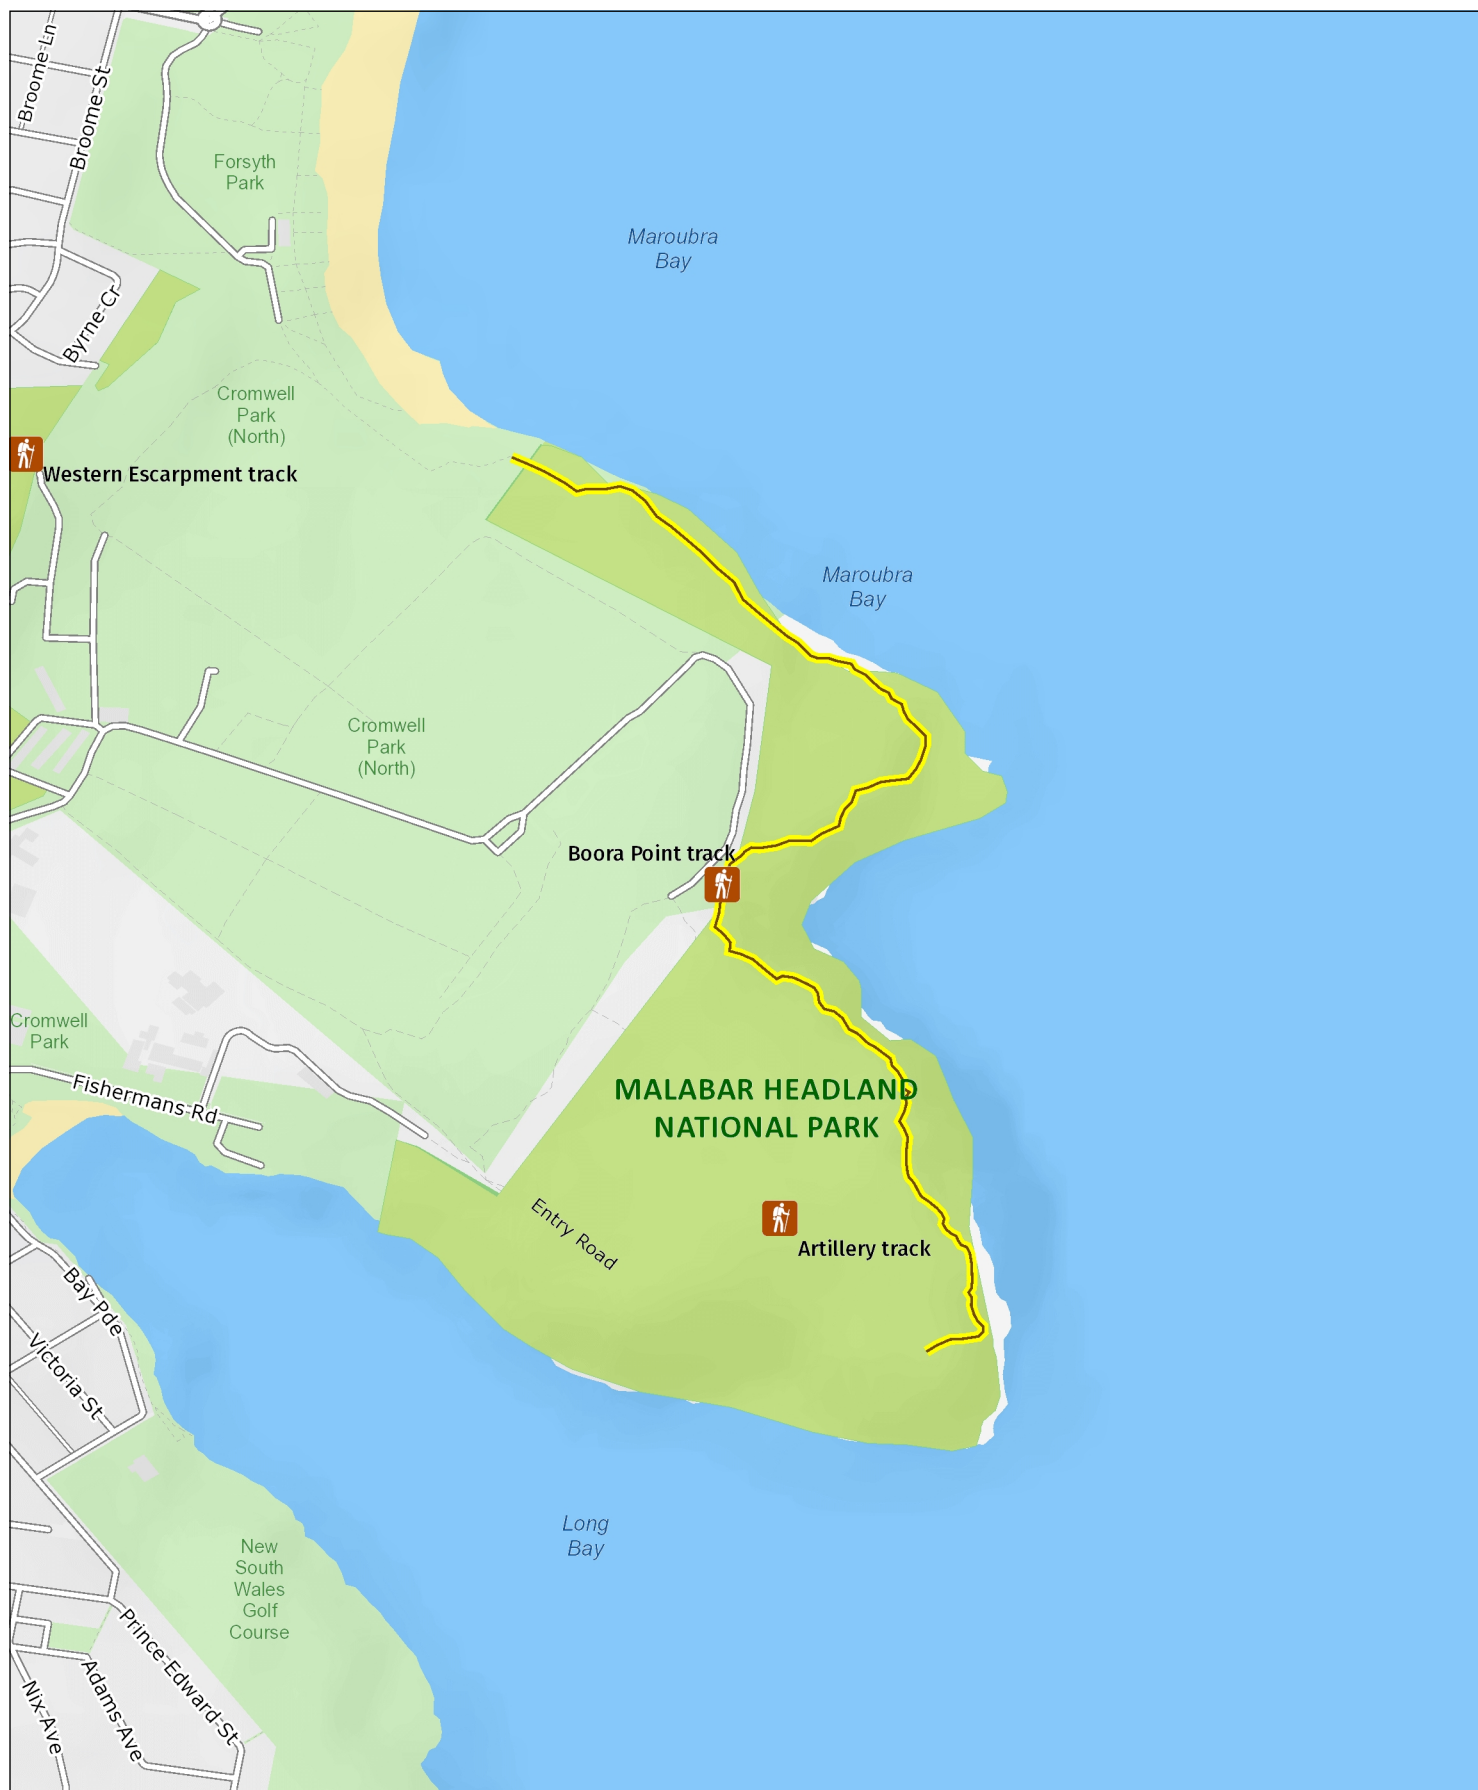 Broome Ln
Broome St
Forsyth
Park
Maroubra
Bay
Byrne Cr
Cromwell
Park
(North)
Western Escarpment track
Maroubra
Bay
Cromwell
Park
(North)
Boora Point track
Cromwell
Park
Fishermans Rd
MALABAR HEADLAND
NATIONAL PARK
Entry Road
Artillery track
Bay Pde
Victoria St
Long
Bay
New
South
Wales
Golf
Course
Prince Edward St
Adams Ave
Nix Ave